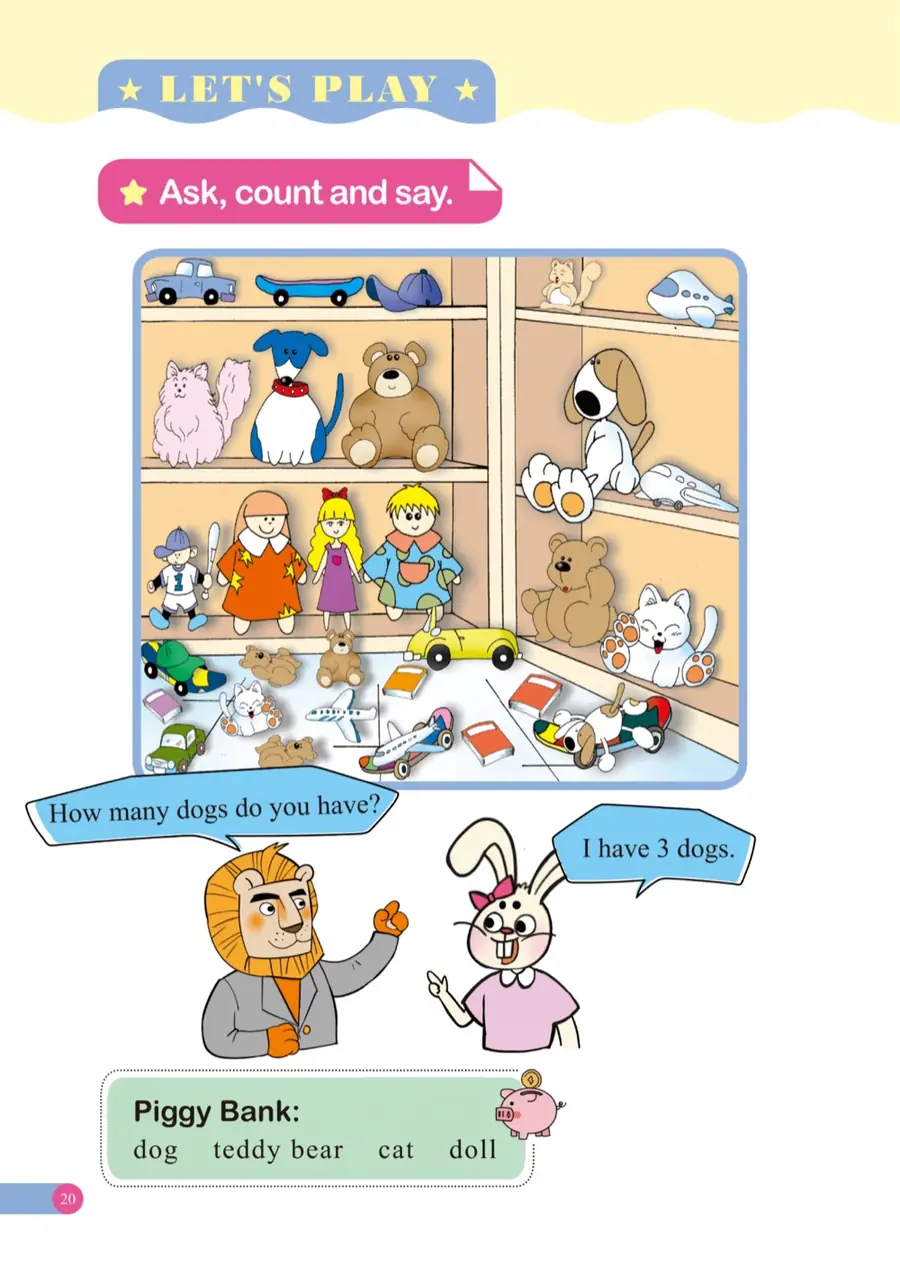 LET'S PLAY
Ask, count and say.
1
How many dogs do you have?
I have 3 dogs.
Piggy Bank:
dog teddy bear cat doll
20